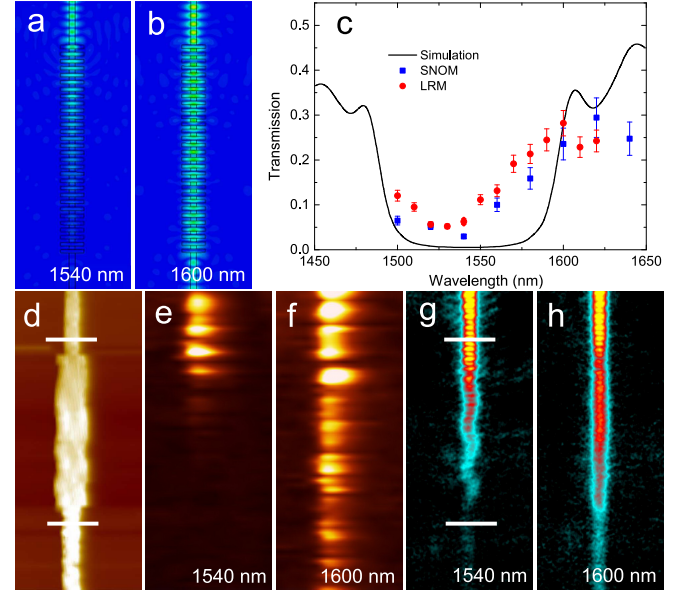 a
b
1540 nm
1600 nm
c
Simulation
SNOM
LRM
Transmission
0.5
0.4
0.3
0.2
0.1
0.0
1450
1500
1550
1600
1650
Wavelength (nm)
d
e
f
g
h
1540 nm
1600 nm
1540 nm
1600 nm